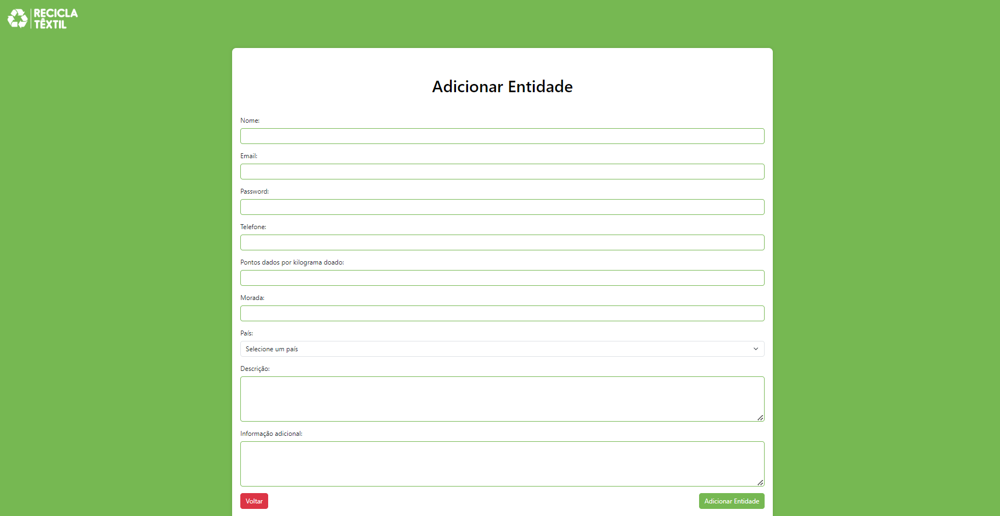 RECICLA
TÊXTIL
Adicionar Entidade
Nome:
Email:
Password:
Telefone:
Pontos dados por kilograma doado:
Morada:
País:
Selecione um país
Descrição:
Informação adicional:
Voltar
Adicionar Entidade